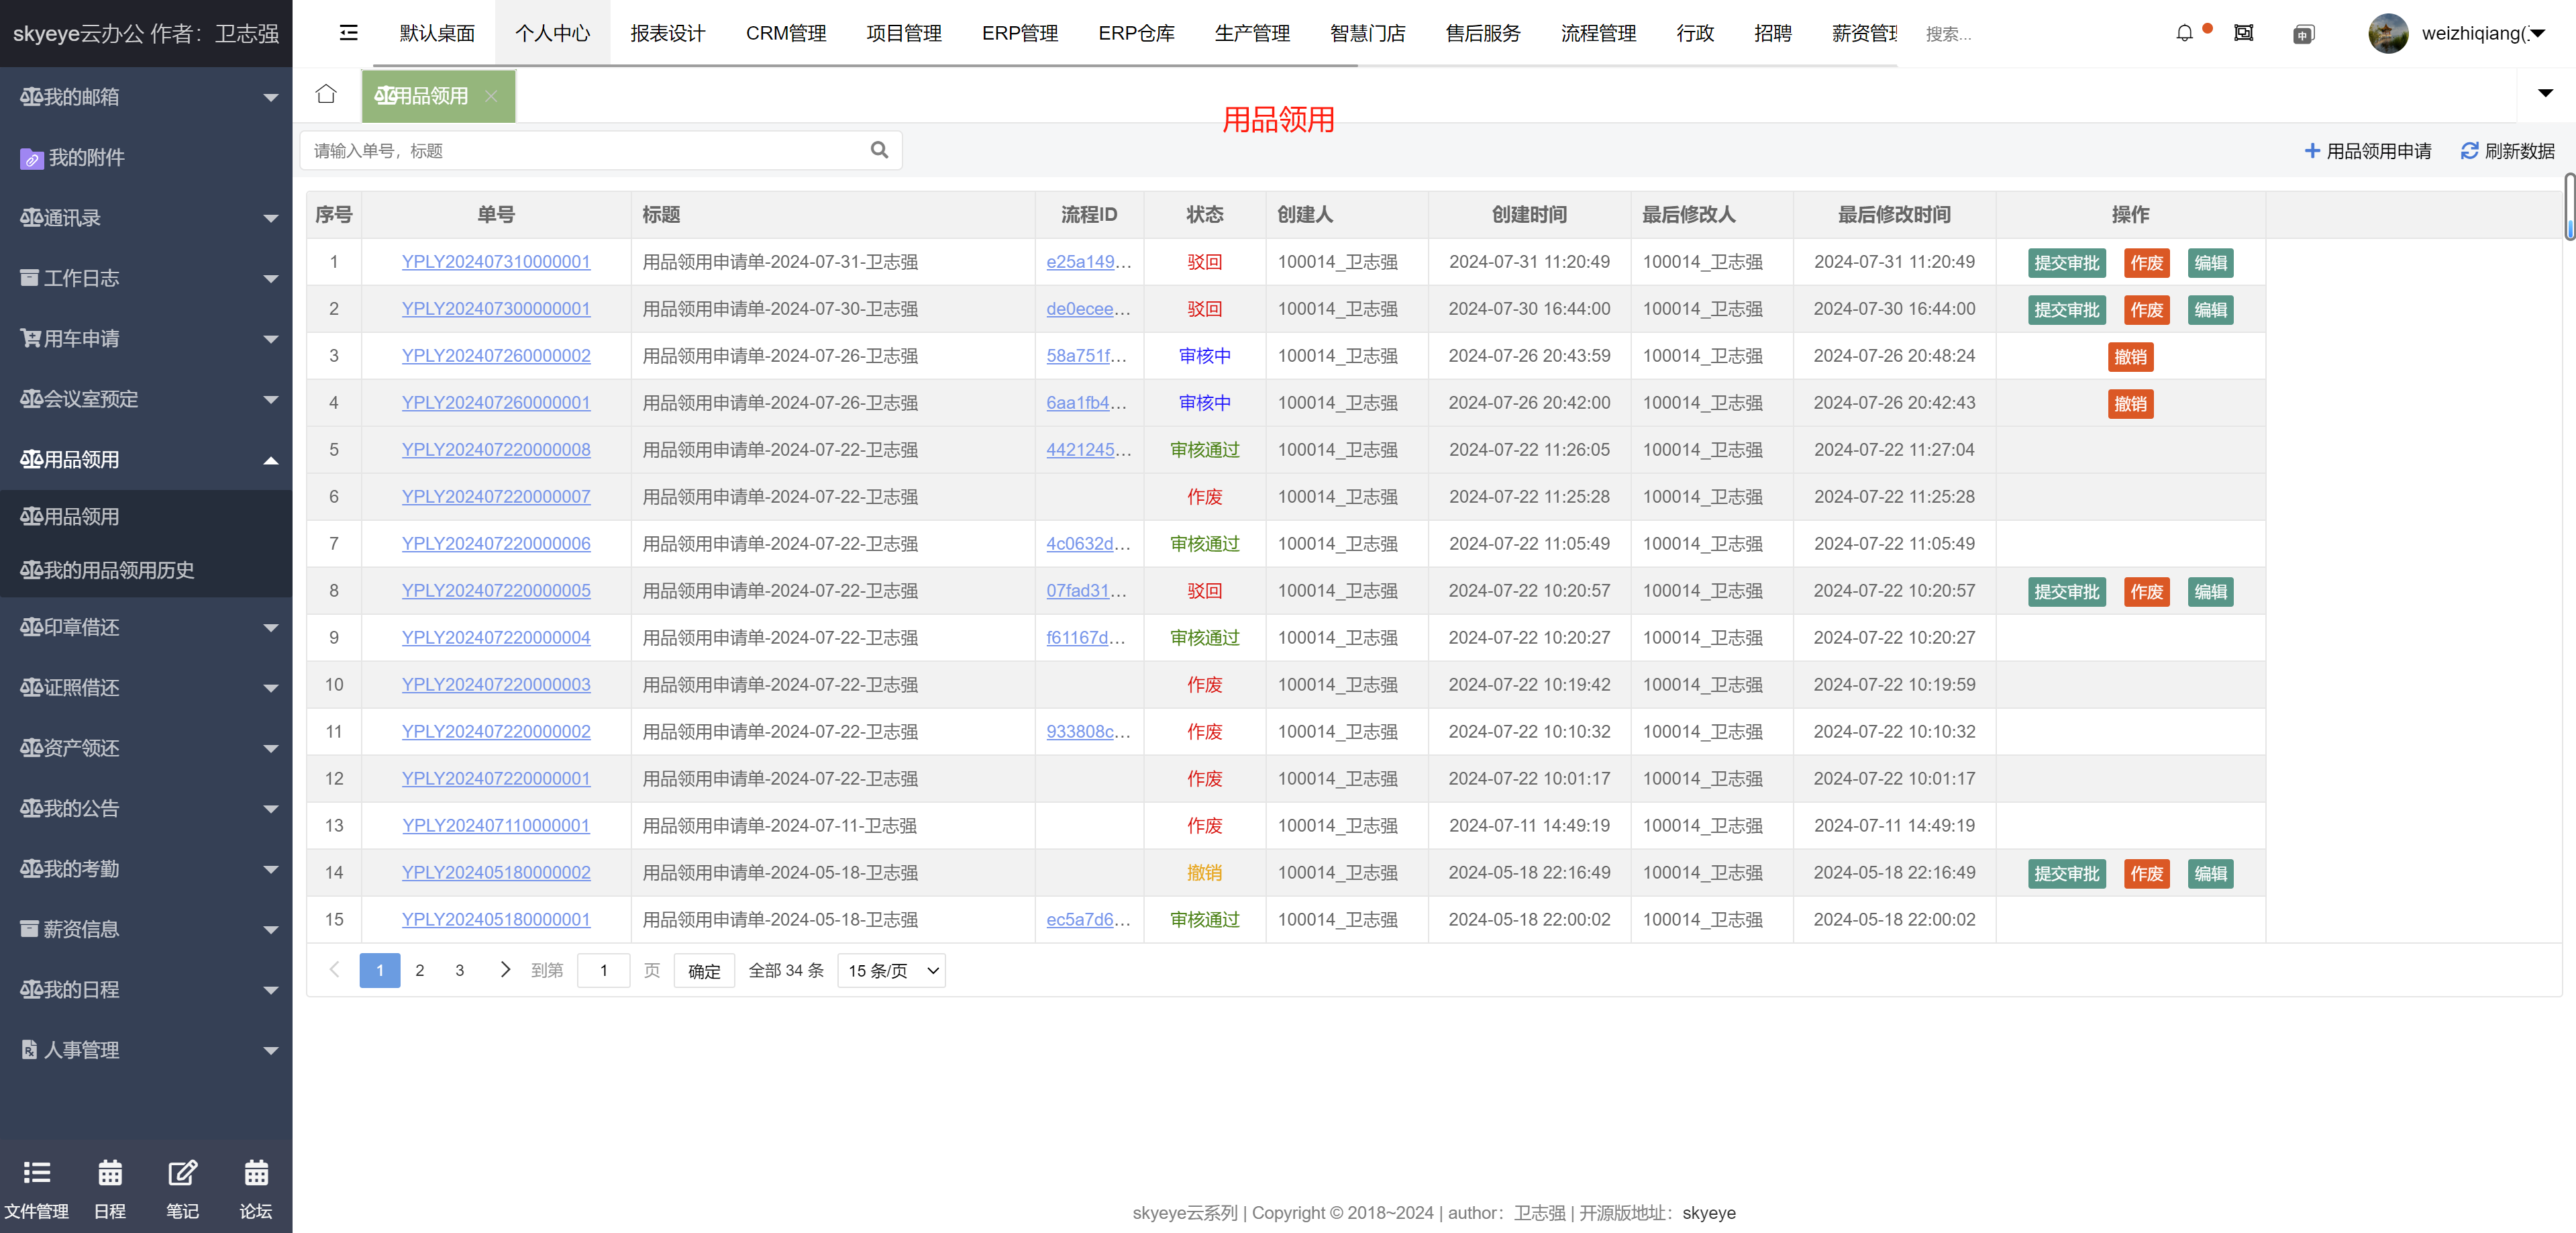 skyeye云办公 作者：卫志强
默认桌面 个人中心 报表设计 CRM管理 项目管理 ERP管理 ERP仓库 生产管理 智慧门店 售后服务 流程管理 行政 招聘 薪资管理 搜索... 中 weizhiqiang(
用品领用
用品领用
请输入单号，标题
用品领用申请 刷新数据
我的邮箱
我的附件
通讯录
工作日志
用车申请
会议室预定
用品领用
用品领用
我的用品领用历史
印章借还
证照借还
资产领还
我的公告
我的考勤
薪资信息
我的日程
人事管理
文件管理 日程 笔记 论坛
序号 单号 标题 流程ID 状态 创建人 创建时间 最后修改人 最后修改时间 操作
1 YPLY202407310000001 用品领用申请单-2024-07-31-卫志强 e25a149... 驳回 100014_卫志强 2024-07-31 11:20:49 100014_卫志强 2024-07-31 11:20:49 提交审批 作废 编辑
2 YPLY202407300000001 用品领用申请单-2024-07-30-卫志强 de0ecee... 驳回 100014_卫志强 2024-07-30 16:44:00 100014_卫志强 2024-07-30 16:44:00 提交审批 作废 编辑
3 YPLY202407260000002 用品领用申请单-2024-07-26-卫志强 58a751f... 审核中 100014_卫志强 2024-07-26 20:43:59 100014_卫志强 2024-07-26 20:48:24 撤销
4 YPLY202407260000001 用品领用申请单-2024-07-26-卫志强 6aa1fb4... 审核中 100014_卫志强 2024-07-26 20:42:00 100014_卫志强 2024-07-26 20:42:43 撤销
5 YPLY202407220000008 用品领用申请单-2024-07-22-卫志强 4421245... 审核通过 100014_卫志强 2024-07-22 11:26:05 100014_卫志强 2024-07-22 11:27:04
6 YPLY202407220000007 用品领用申请单-2024-07-22-卫志强 作废 100014_卫志强 2024-07-22 11:25:28 100014_卫志强 2024-07-22 11:25:28
7 YPLY202407220000006 用品领用申请单-2024-07-22-卫志强 4c0632d... 审核通过 100014_卫志强 2024-07-22 11:05:49 100014_卫志强 2024-07-22 11:05:49
8 YPLY202407220000005 用品领用申请单-2024-07-22-卫志强 07fad31... 驳回 100014_卫志强 2024-07-22 10:20:57 100014_卫志强 2024-07-22 10:20:57 提交审批 作废 编辑
9 YPLY202407220000004 用品领用申请单-2024-07-22-卫志强 f61167d... 审核通过 100014_卫志强 2024-07-22 10:20:27 100014_卫志强 2024-07-22 10:20:27
10 YPLY202407220000003 用品领用申请单-2024-07-22-卫志强 作废 100014_卫志强 2024-07-22 10:19:42 100014_卫志强 2024-07-22 10:19:59
11 YPLY202407220000002 用品领用申请单-2024-07-22-卫志强 933808c... 作废 100014_卫志强 2024-07-22 10:10:32 100014_卫志强 2024-07-22 10:10:32
12 YPLY202407220000001 用品领用申请单-2024-07-22-卫志强 作废 100014_卫志强 2024-07-22 10:01:17 100014_卫志强 2024-07-22 10:01:17
13 YPLY202407110000001 用品领用申请单-2024-07-11-卫志强 作废 100014_卫志强 2024-07-11 14:49:19 100014_卫志强 2024-07-11 14:49:19
14 YPLY202405180000002 用品领用申请单-2024-05-18-卫志强 撤销 100014_卫志强 2024-05-18 22:16:49 100014_卫志强 2024-05-18 22:16:49 提交审批 作废 编辑
15 YPLY202405180000001 用品领用申请单-2024-05-18-卫志强 ec5a7d6... 审核通过 100014_卫志强 2024-05-18 22:00:02 100014_卫志强 2024-05-18 22:00:02
1 2 3 到第 1 页 确定 全部 34 条 15 条/页
skyeye云系列 | Copyright © 2018~2024 | author：卫志强 | 开源版地址：skyeye